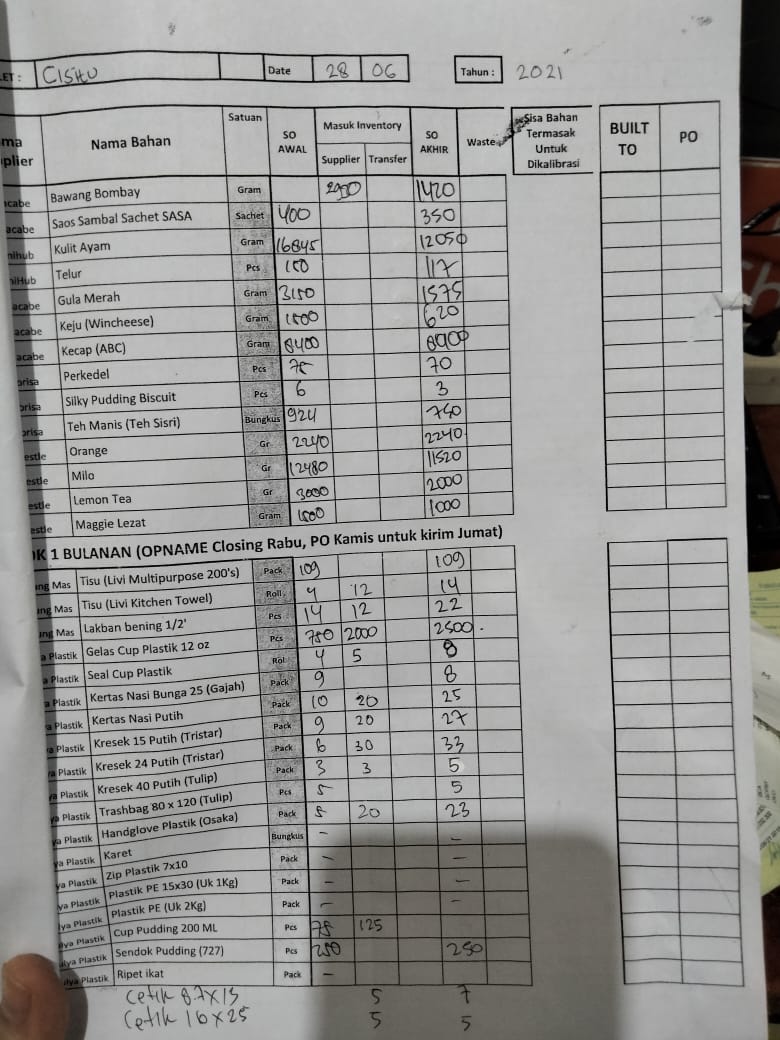 ET : CISITU Date 28 06 Tahun : 2021
ma plier Nama Bahan Satuan SO AWAL Masuk Inventory Supplier Transfer SO AKHIR Waste Sisa Bahan Termasak Untuk Dikalibrasi BUILT TO PO
acabe Bawang Bombay Gram 1420
acabe Saos Sambal Sachet SASA Sachet 400 350
nihub Kulit Ayam Gram 16845 12050
niHub Telur Pcs 150 117
acabe Gula Merah Gram 3150 1575
acabe Keju (Wincheese) Gram 1500 620
acabe Kecap (ABC) Gram 8400 6900
orisa Perkedel Pcs 75 70
orisa Silky Pudding Biscuit Pcs 6 3
orisa Teh Manis (Teh Sisri) Bungkus 924 740
estle Orange Gr 2240 2240
estle Milo Gr 12480 11520
estle Lemon Tea Gr 3000 2000
estle Maggie Lezat Gram 1000
OK 1 BULANAN (OPNAME Closing Rabu, PO Kamis untuk kirim Jumat)
ng Mas Tisu (Livi Multipurpose 200's) Pack 109 109
ng Mas Tisu (Livi Kitchen Towel) Roll 4 12 14
ng Mas Lakban bening 1/2' Pcs 14 12 22
a Plastik Gelas Cup Plastik 12 oz Pcs 750 2000 2500
a Plastik Seal Cup Plastik Rol 4 5 8
a Plastik Kertas Nasi Bunga 25 (Gajah) Pack 9 8
a Plastik Kertas Nasi Putih Pack 10 20 25
a Plastik Kresek 15 Putih (Tristar) Pack 9 20 27
a Plastik Kresek 24 Putih (Tristar) Pack 6 30 33
a Plastik Kresek 40 Putih (Tulip) Pack 3 3 5
ya Plastik Trashbag 80 x 120 (Tulip) Pcs 5 5
ya Plastik Handglove Plastik (Osaka) Pack 5 20 23
ya Plastik Karet Bungkus – –
ya Plastik Zip Plastik 7x10 Pack – –
ya Plastik Plastik PE 15x30 (Uk 1Kg) Pack – –
lya Plastik Plastik PE (Uk 2Kg) Pack – –
ulya Plastik Cup Pudding 200 ML Pcs 75 125
ulya Plastik Sendok Pudding (727) Pcs 250 250
ulya Plastik Ripet ikat Pack –
Cetik 8.7x13 5 7
Cetik 16x25 5 5